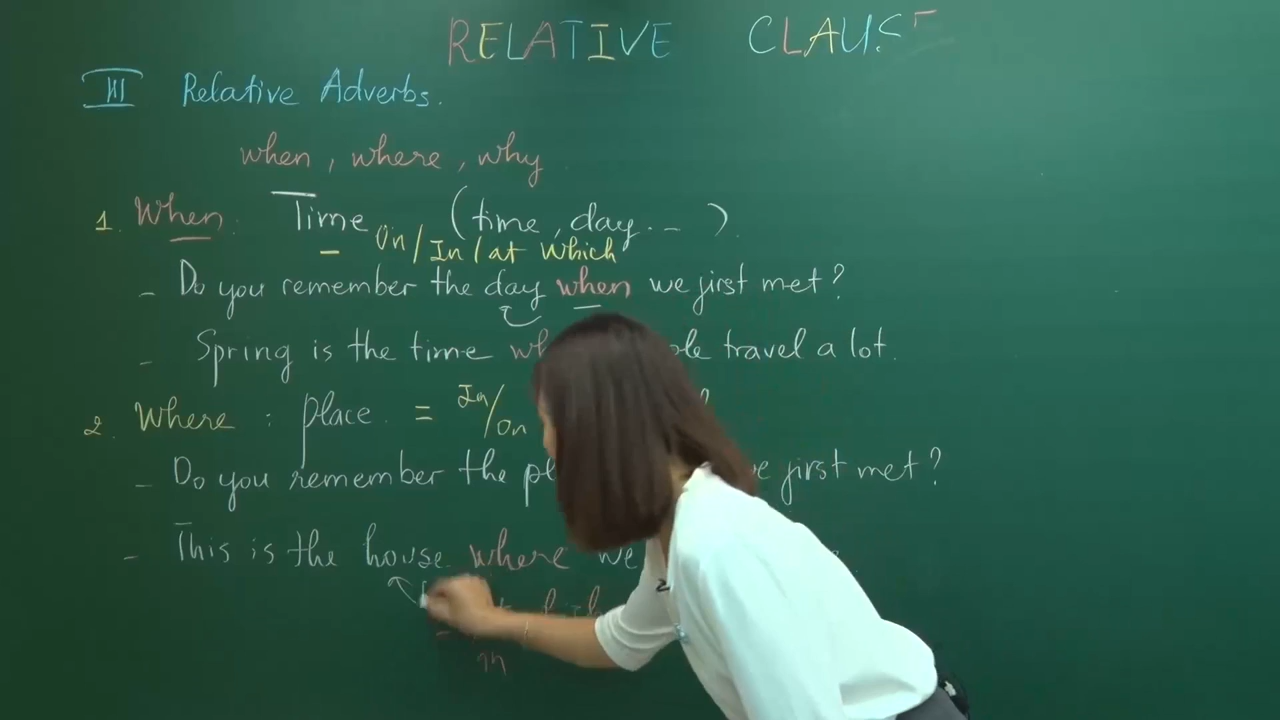 RELATIVE CLAUS
III Relative Adverbs.
when, where, why
1. When: Time (time, day... )
On/In/at which
- Do you remember the day when we first met?
- Spring is the time travel a lot.
2. Where : place = In/On
- Do you remember the first met?
- This is the house where we
in